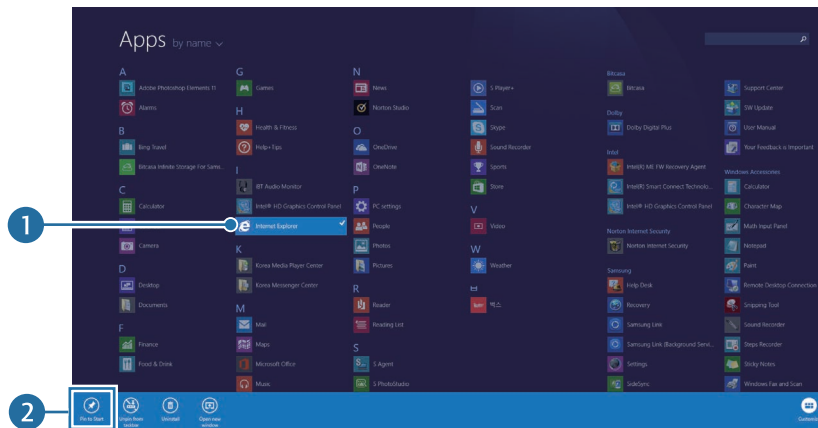 Apps by name
A
Adobe Photoshop Elements 11
Alarms
B
Bing Travel
Bitcasa Infinite Storage For Sams...
C
Calculator
Camera
D
Desktop
Documents
F
Finance
Food & Drink
G
Games
H
Health & Fitness
Help+Tips
I
IBT Audio Monitor
Intel® HD Graphics Control Panel
Internet Explorer
K
Korea Media Player Center
Korea Messenger Center
M
Mail
Maps
Microsoft Office
Music
N
News
Norton Studio
O
OneDrive
OneNote
P
PC settings
People
Photos
Pictures
R
Reader
Reading List
S
S Agent
S PhotoStudio
S Player+
Scan
Skype
Sound Recorder
Sports
Store
V
Video
W
Weather
ㅂ
벅스
Bitcasa
Bitcasa
Dolby
Dolby Digital Plus
Intel
Intel(R) ME FW Recovery Agent
Intel(R) Smart Connect Technolo...
Intel® HD Graphics Control Panel
Norton Internet Security
Norton Internet Security
Samsung
Help Desk
Recovery
Samsung Link
Samsung Link (Background Servi...
Settings
SideSync
Support Center
SW Update
User Manual
Your Feedback is Important
Windows Accessories
Calculator
Character Map
Math Input Panel
Notepad
Paint
Remote Desktop Connection
Snipping Tool
Sound Recorder
Steps Recorder
Sticky Notes
Windows Fax and Scan
1
2
Pin to Start
Unpin from
taskbar
Uninstall
Open new
window